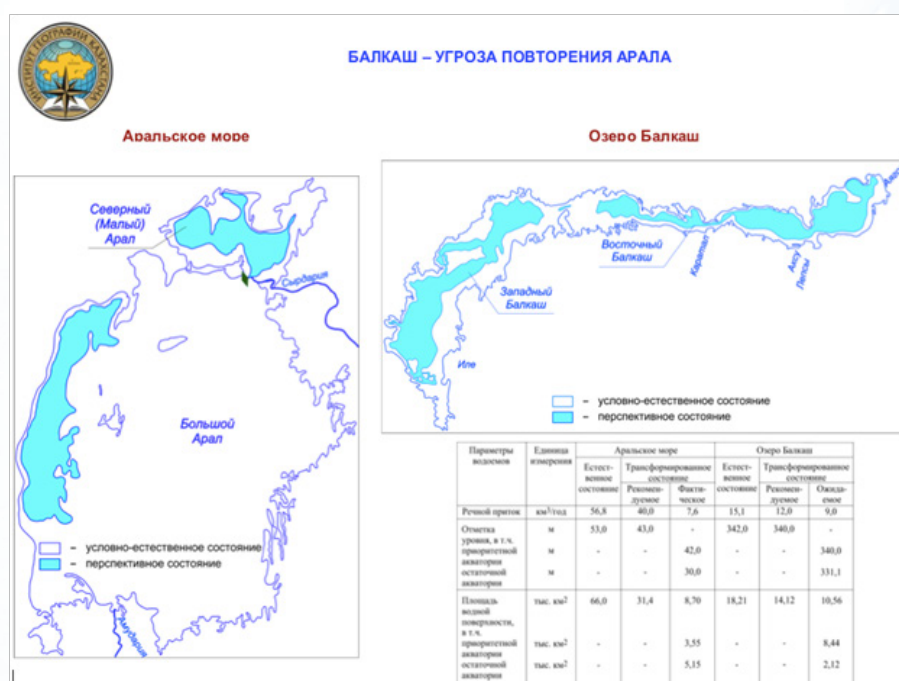 ИНСТИТУТ ГЕОГРАФИИ КАЗАХСТАНА
БАЛКАШ – УГРОЗА ПОВТОРЕНИЯ АРАЛА
Аральское море
Северный
(Малый)
Арал
Сырдария
Большой
Арал
– условно-естественное состояние
– перспективное состояние
Амудария
Озеро Балкаш
Восточный
Балкаш
Каратал
Аксу
Лепсы
Западный
Балкаш
Иле
– условно-естественное состояние
– перспективное состояние
Параметры водоемов | Единица измерения | Аральское море | Озеро Балкаш
Естест-венное состояние | Трансформированное состояние | Естест-венное состояние | Трансформированное состояние
Рекомен-дуемое | Факти-ческое | Рекомен-дуемое | Ожида-емое
Речной приток | км³/год | 56,8 | 40,0 | 7,6 | 15,1 | 12,0 | 9,0
Отметка | м | 53,0 | 43,0 | - | 342,0 | 340,0 | -
уровня, в т.ч.
приоритетной | м | - | - | 42,0 | - | - | 340,0
акватории
остаточной | м | - | - | 30,0 | - | - | 331,1
акватории
Площадь | тыс. км² | 66,0 | 31,4 | 8,70 | 18,21 | 14,12 | 10,56
водной
поверхности,
в т.ч.
приоритетной | тыс. км² | - | - | 3,55 | - | - | 8,44
акватории
остаточной | тыс. км² | - | - | 5,15 | - | - | 2,12
акватории